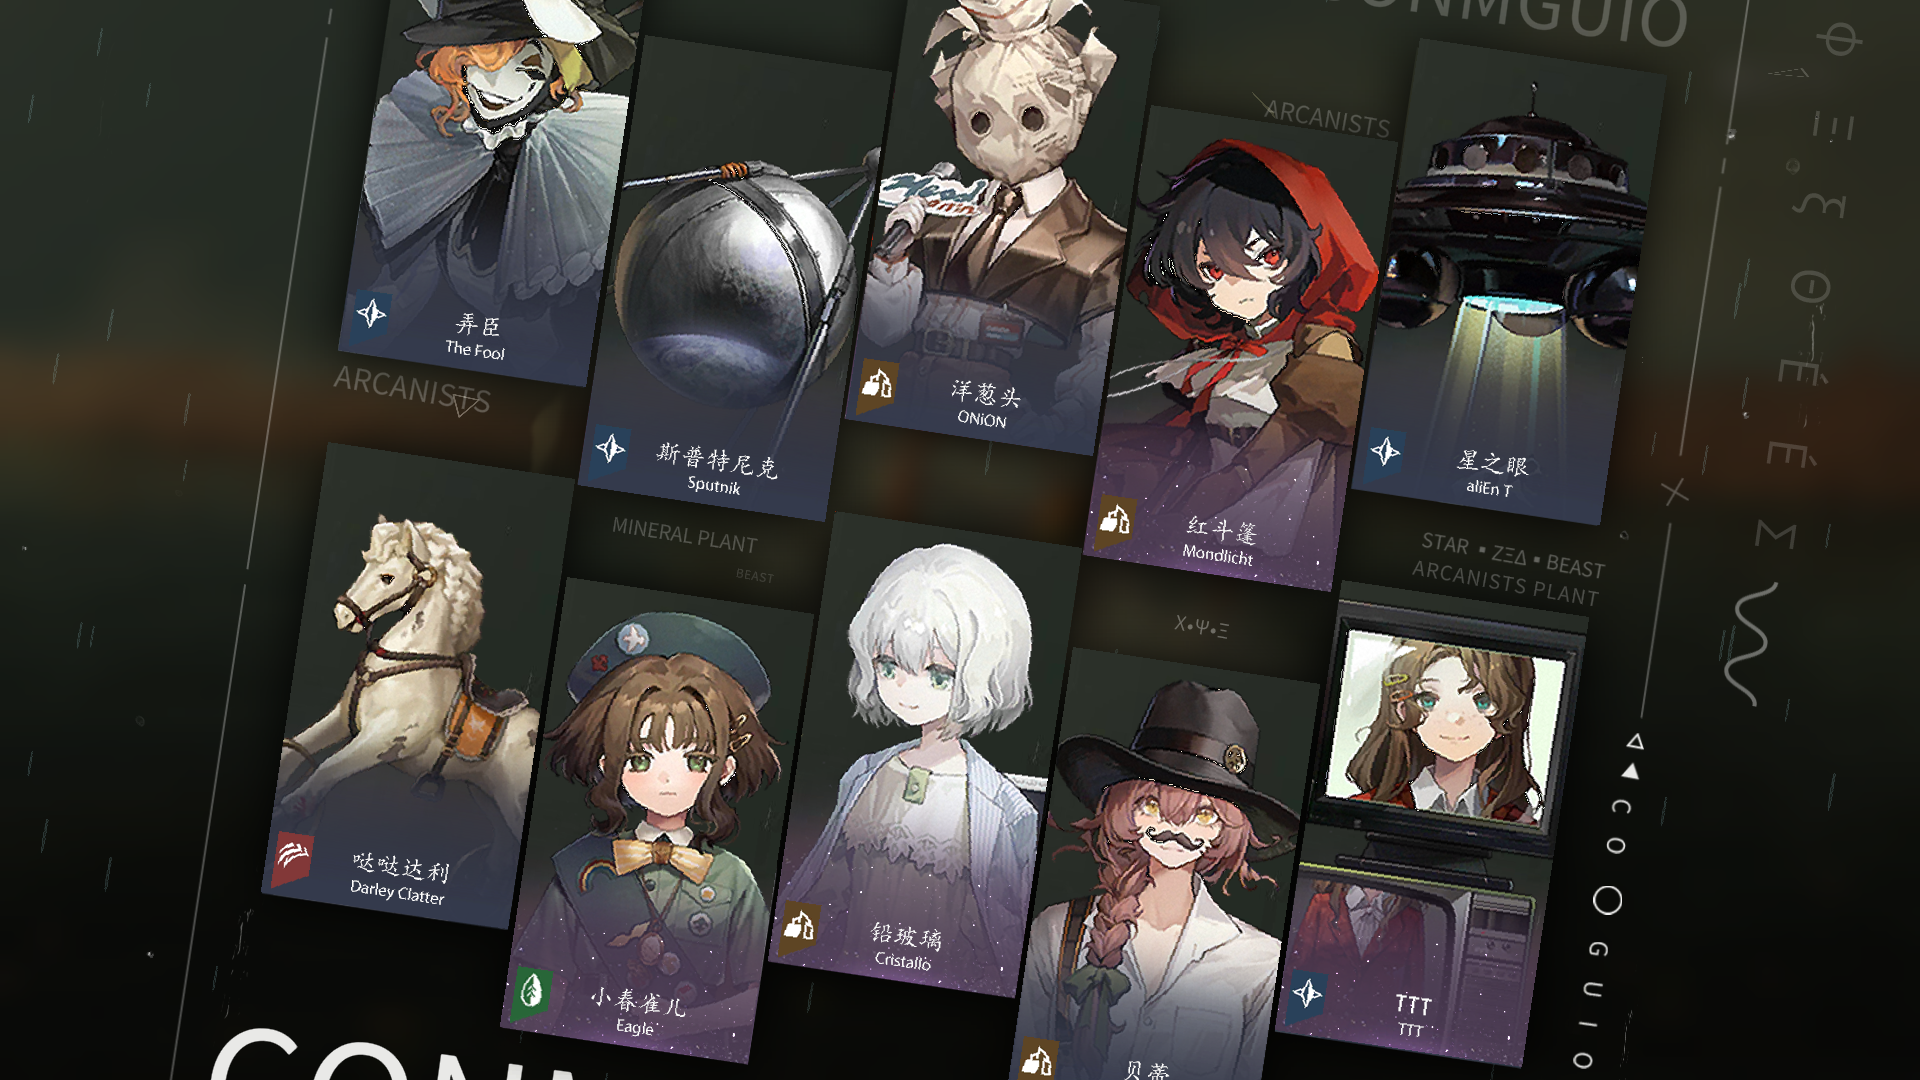 ARCANISTS
弄臣
The Fool
斯普特尼克
Sputnik
洋葱头
ONiON
红斗篷
Mondlicht
星之眼
aliEn T
ARCANISTS
MINERAL PLANT
BEAST
STAR ▪ ΖΞΔ ▪ BEAST
ARCANISTS PLANT
Χ•Ψ•Ξ
哒哒达利
Darley Clatter
小春雀儿
Eagle
铅玻璃
Cristallo
贝蒂
TTT
TTT